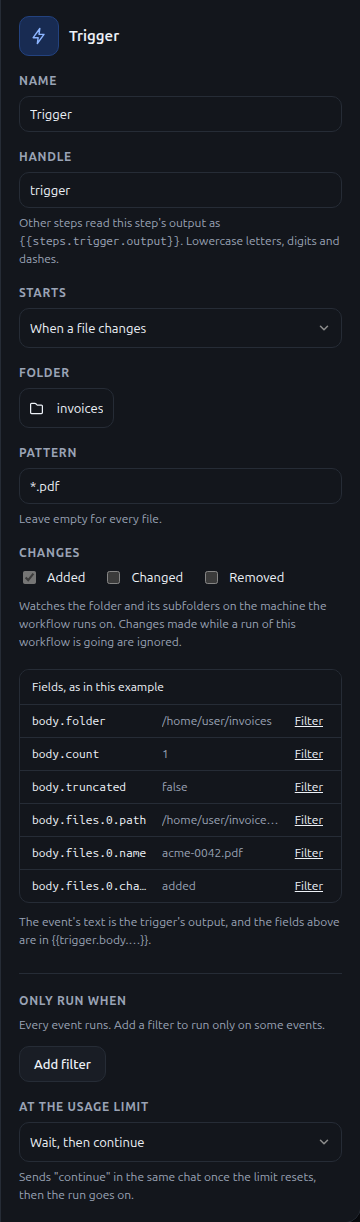 Trigger
NAME
Trigger
HANDLE
trigger
Other steps read this step's output as
{{steps.trigger.output}}. Lowercase letters, digits and
dashes.
STARTS
When a file changes
FOLDER
invoices
PATTERN
*.pdf
Leave empty for every file.
CHANGES
Added Changed Removed
Watches the folder and its subfolders on the machine the
workflow runs on. Changes made while a run of this
workflow is going are ignored.
Fields, as in this example
body.folder /home/user/invoices Filter
body.count 1 Filter
body.truncated false Filter
body.files.0.path /home/user/invoice... Filter
body.files.0.name acme-0042.pdf Filter
body.files.0.cha... added Filter
The event's text is the trigger's output, and the fields above
are in {{trigger.body....}}.
ONLY RUN WHEN
Every event runs. Add a filter to run only on some events.
Add filter
AT THE USAGE LIMIT
Wait, then continue
Sends "continue" in the same chat once the limit resets,
then the run goes on.